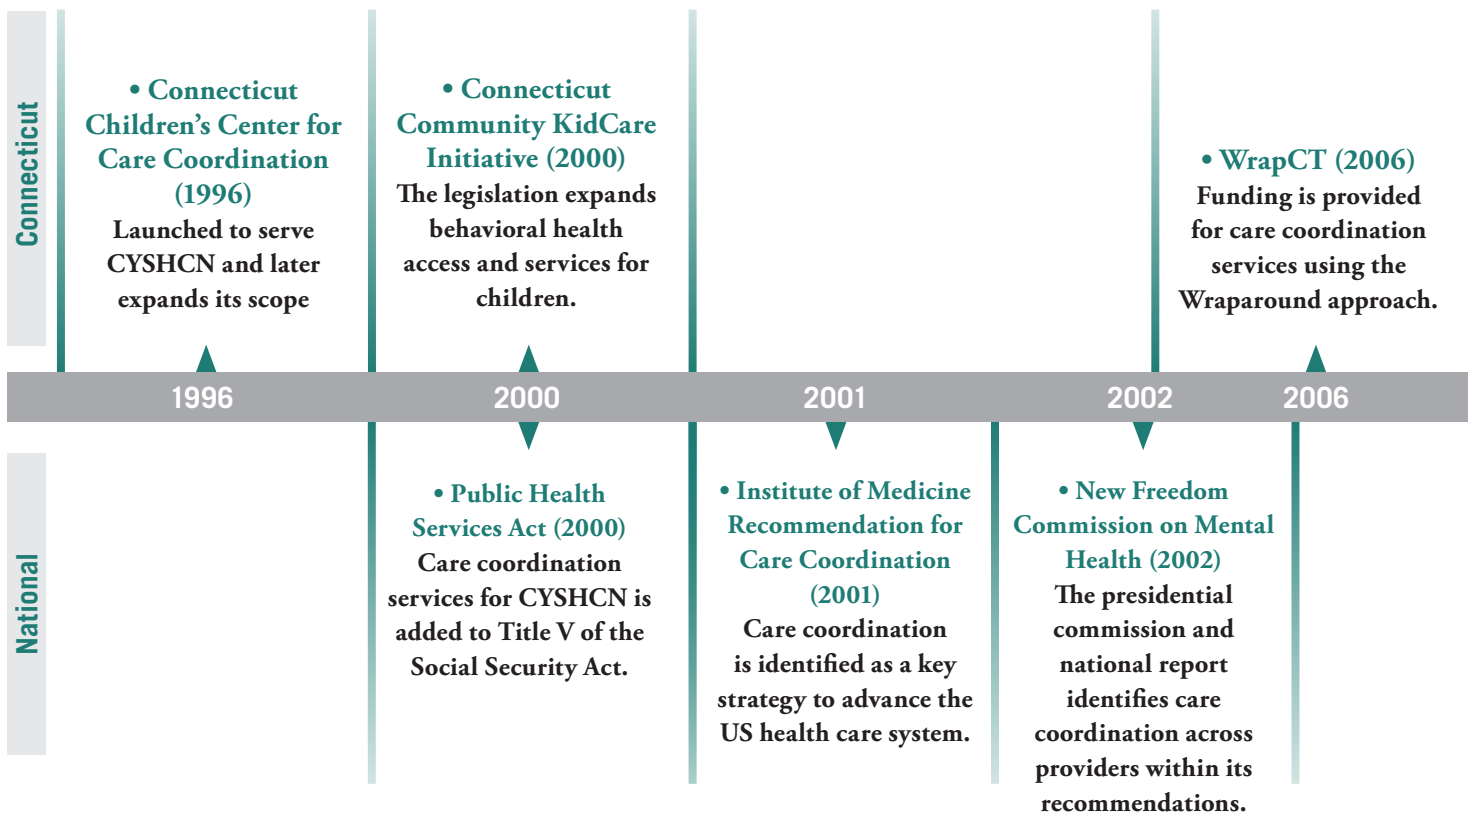 Connecticut
• Connecticut
Children’s Center for
Care Coordination
(1996)
Launched to serve
CYSHCN and later
expands its scope
• Connecticut
Community KidCare
Initiative (2000)
The legislation expands
behavioral health
access and services for
children.
• WrapCT (2006)
Funding is provided
for care coordination
services using the
Wraparound approach.
1996 2000 2001 2002 2006
National
• Public Health
Services Act (2000)
Care coordination
services for CYSHCN is
added to Title V of the
Social Security Act.
• Institute of Medicine
Recommendation for
Care Coordination
(2001)
Care coordination
is identified as a key
strategy to advance the
US health care system.
• New Freedom
Commission on Mental
Health (2002)
The presidential
commission and
national report
identifies care
coordination across
providers within its
recommendations.